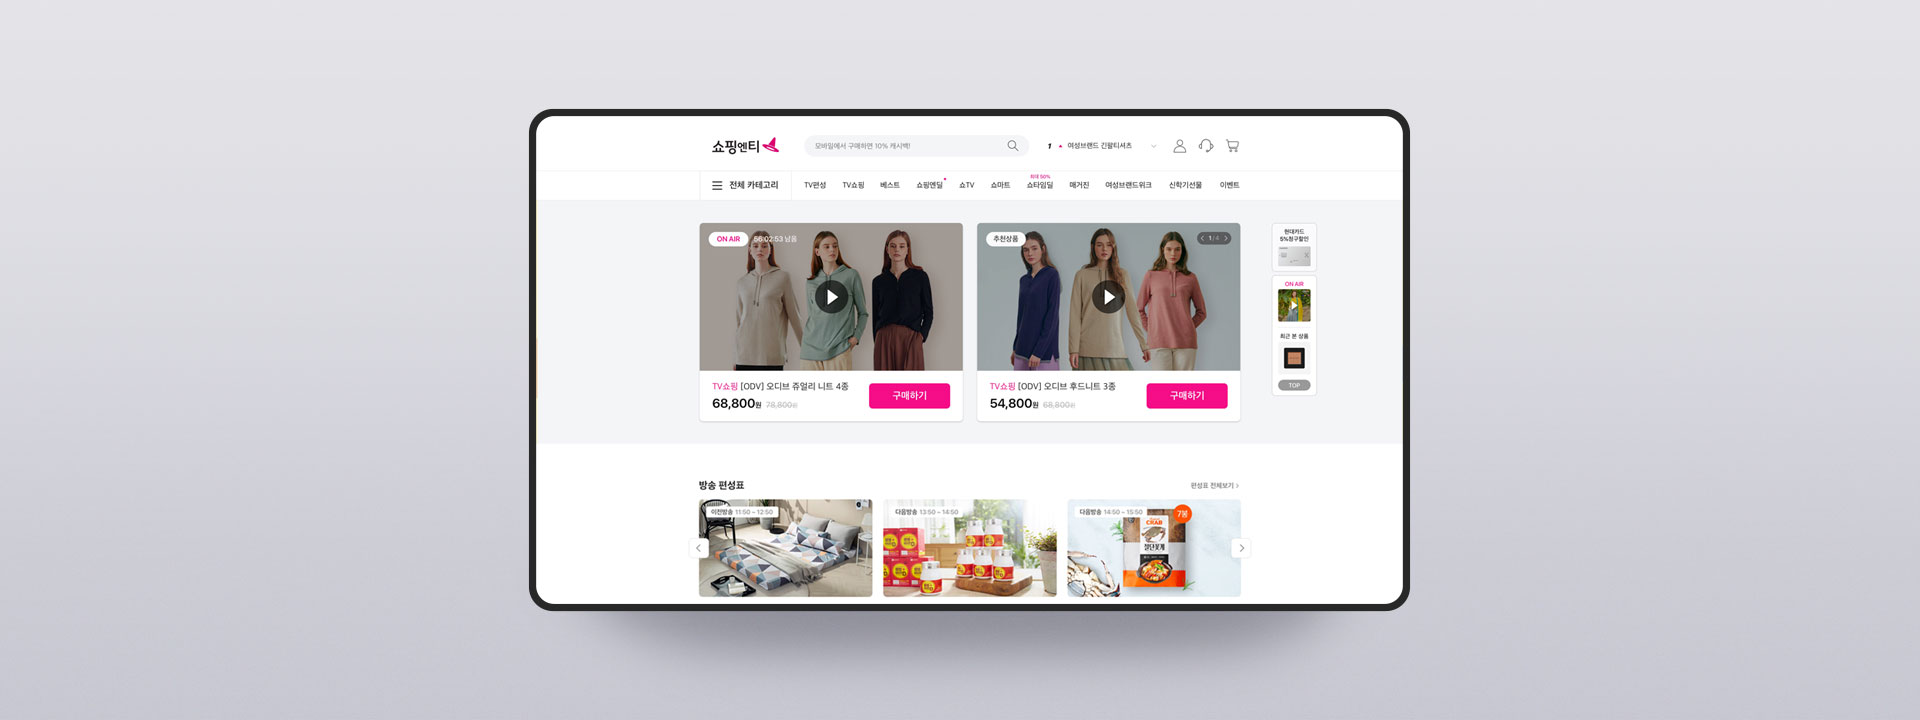 쇼핑엔티
모바일에서 구매하면 10% 캐시백!
1 여성브랜드 긴팔티셔츠
전체 카테고리
TV편성
TV쇼핑
베스트
쇼핑엔딜
쇼TV
쇼마트
최대 50%
쇼타임딜
매거진
여성브랜드위크
신학기선물
이벤트
ON AIR
56:02:53 남음
TV쇼핑 [ODV] 오디브 쥬얼리 니트 4종
68,800원 78,800원
구매하기
추천상품
1 / 4
TV쇼핑 [ODV] 오디브 후드니트 3종
54,800원 68,800원
구매하기
현대카드
5%청구할인
ON AIR
최근 본 상품
TOP
방송 편성표
편성표 전체보기
이전방송 11:50 ~ 12:50
다음방송 13:50 ~ 14:50
다음방송 14:50 ~ 15:50
7봉
CRAB